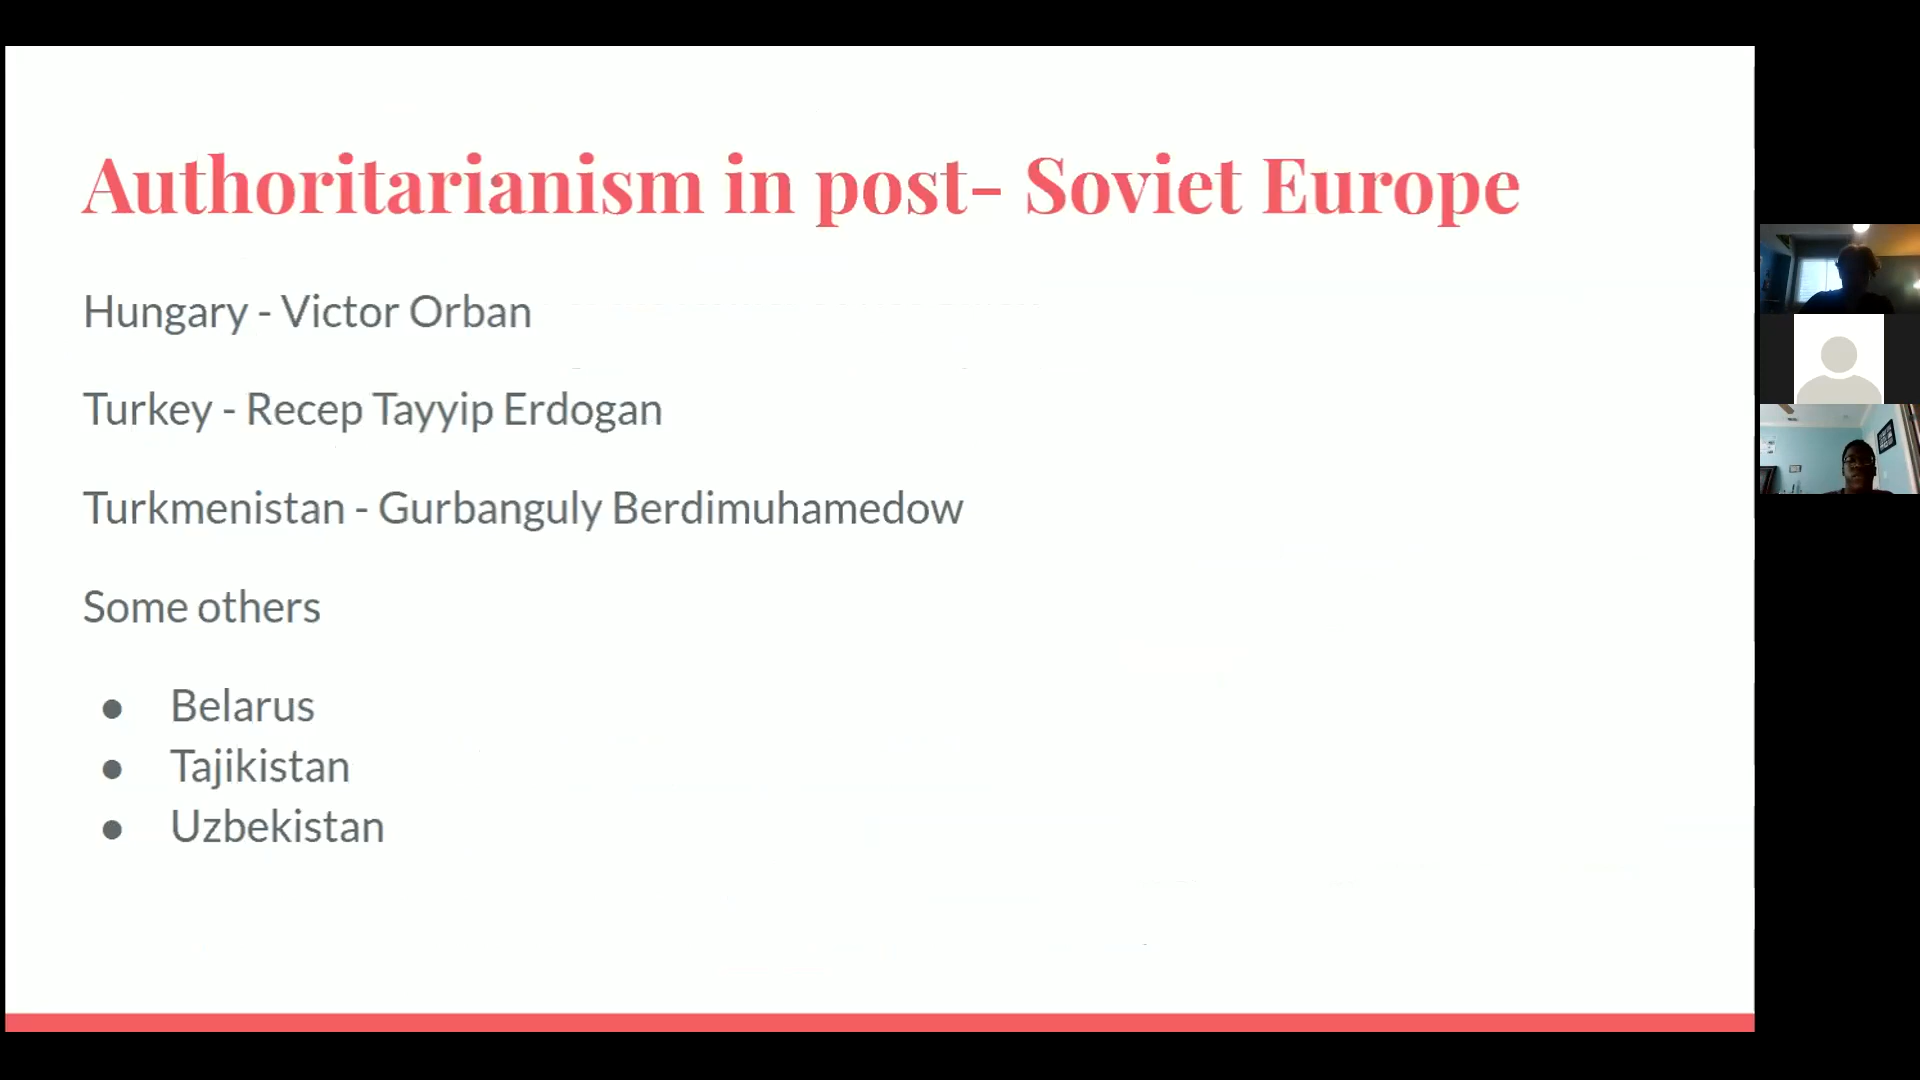 Authoritarianism in post- Soviet Europe
Hungary - Victor Orban
Turkey - Recep Tayyip Erdogan
Turkmenistan - Gurbanguly Berdimuhamedow
Some others
● Belarus
● Tajikistan
● Uzbekistan